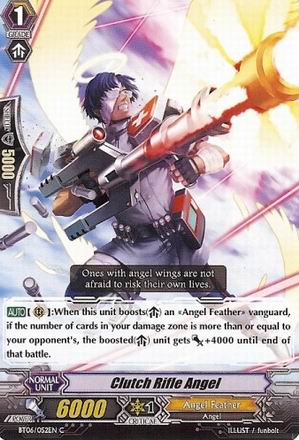 1
GRADE
SHIELD
5000
Ones with angel wings are not
afraid to risk their own lives.
AUTO [ ]:When this unit boosts( ) an «Angel Feather» vanguard,
if the number of cards in your damage zone is more than or equal
to your opponent's, the boosted( ) unit gets +4000 until end of
that battle.
NORMAL
UNIT
Clutch Rifle Angel
POWER
6000
1
CRITICAL
Angel Feather
Angel
BT06/052EN C
ILLUST / funbolt